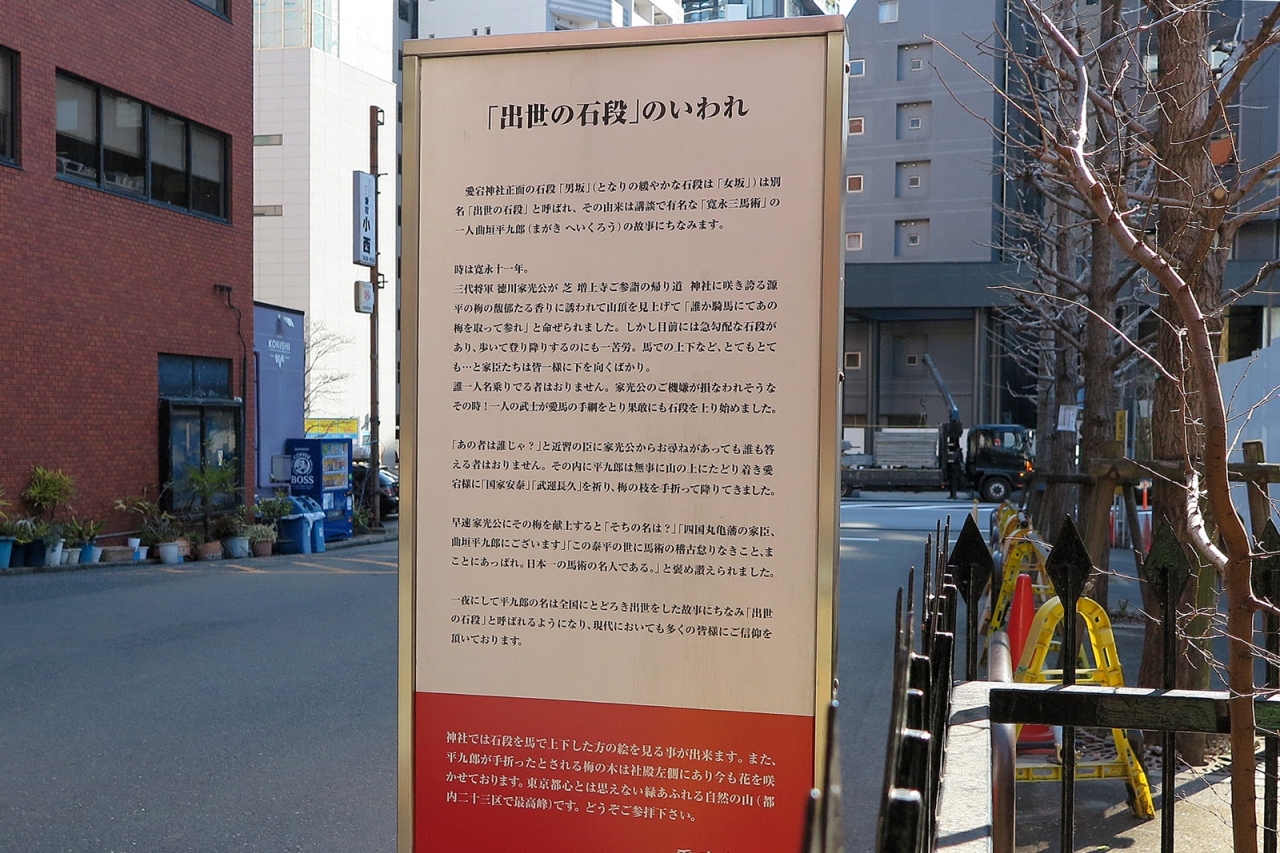 「出世の石段」のいわれ
愛宕神社正面の石段「男坂」(となりの緩やかな石段は「女坂」)は別
名「出世の石段」と呼ばれ、その由来は講談で有名な「寛永三馬術」の
一人曲垣平九郎(まがき へいくろう)の故事にちなみます。
時は寛永十一年。
三代将軍 徳川家光公が 芝 増上寺ご参詣の帰り道 神社に咲き誇る源
平の梅の馥郁たる香りに誘われて山頂を見上げて「誰か騎馬にてあの
梅を取って参れ」と命ぜられました。しかし目前には急勾配な石段が
あり、歩いて登り降りするのにも一苦労。馬での上下など、とてもとて
も…と家臣たちは皆一様に下を向くばかり。
誰一人名乗りでる者はおりません。家光公のご機嫌が損なわれそうな
その時!一人の武士が愛馬の手綱をとり果敢にも石段を上り始めました。
「あの者は誰じゃ?」と近習の臣に家光公からお尋ねがあっても誰も答
える者はおりません。その内に平九郎は無事に山の上にたどり着き愛
宕様に「国家安泰」「武運長久」を祈り、梅の枝を手折って降りてきました。
早速家光公にその梅を献上すると「そちの名は?」「四国丸亀藩の家臣、
曲垣平九郎にございます」「この泰平の世に馬術の稽古怠りなきこと、ま
ことにあっぱれ。日本一の馬術の名人である。」と褒め讃えられました。
一夜にして平九郎の名は全国にとどろき出世をした故事にちなみ「出世
の石段」と呼ばれるようになり、現代においても多くの皆様にご信仰を
頂いております。
神社では石段を馬で上下した方の絵を見る事が出来ます。また、
平九郎が手折ったとされる梅の木は社殿左側にあり今も花を咲
かせております。東京都心とは思えない緑あふれる自然の山(都
内二十三区で最高峰)です。どうぞご参拝下さい。
小西
KONISHI
BOSS